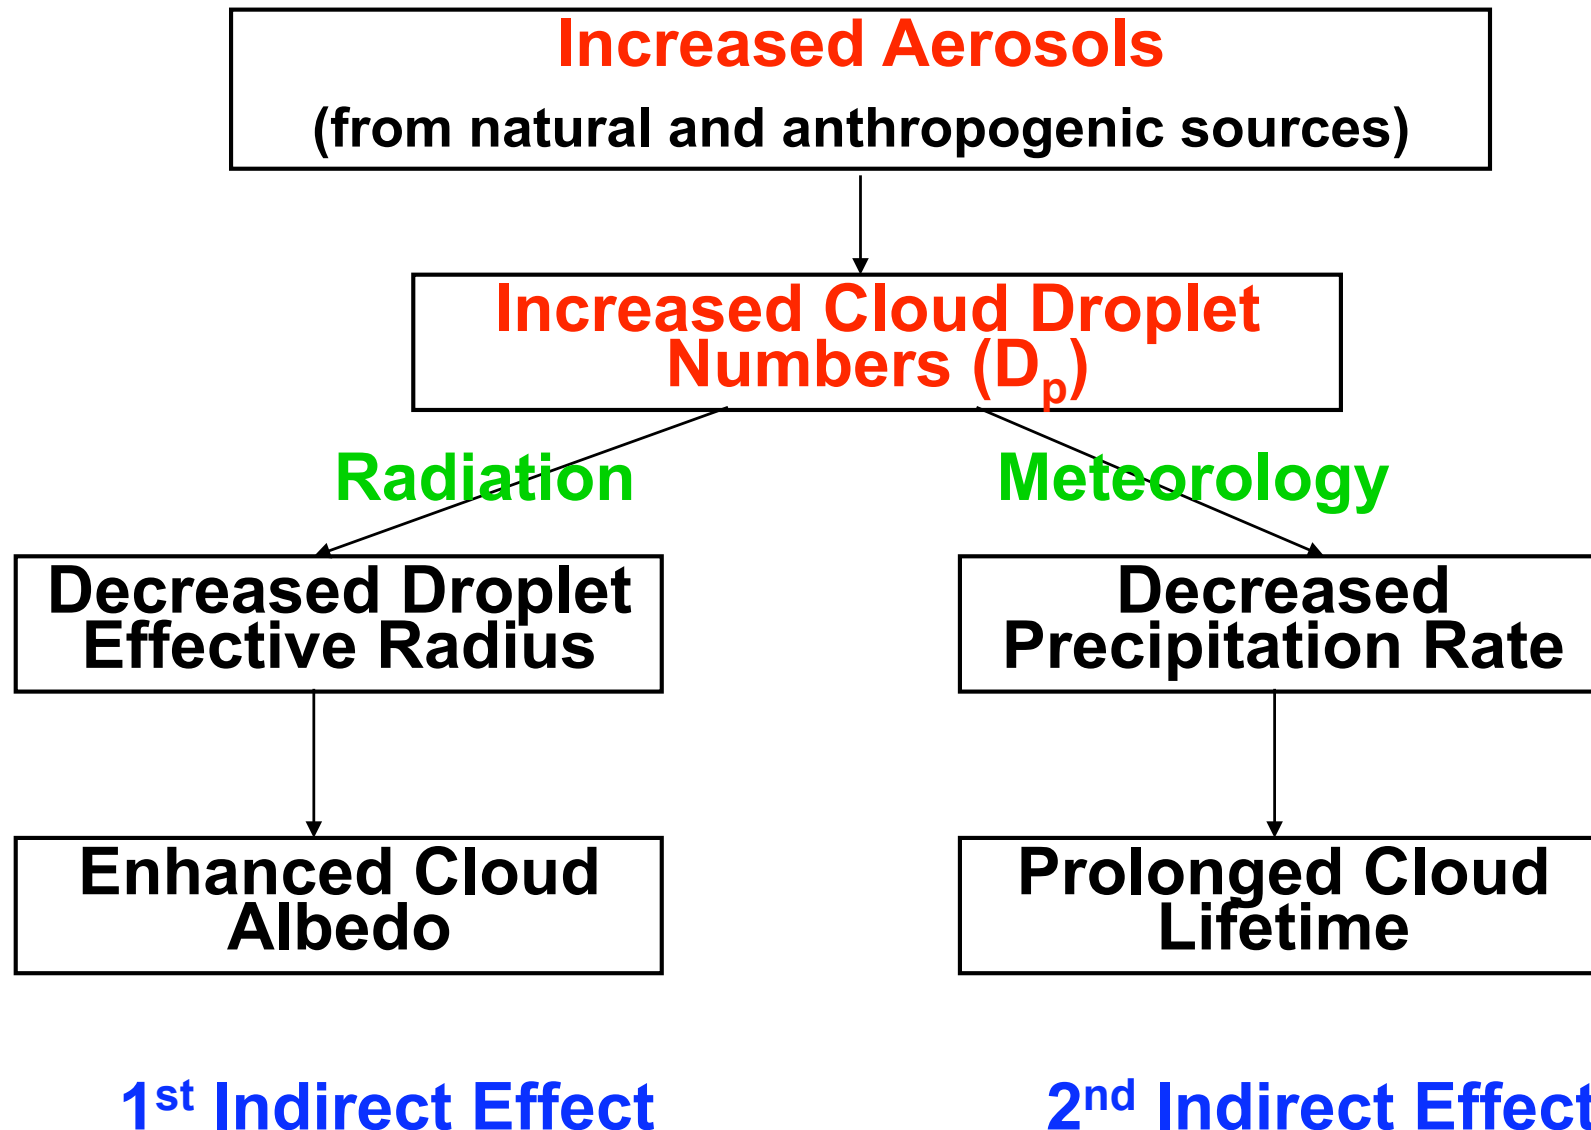 Increased Aerosols
(from natural and anthropogenic sources)
Increased Cloud Droplet
Numbers (Dp)
Radiation
Meteorology
Decreased Droplet
Effective Radius
Decreased
Precipitation Rate
Enhanced Cloud
Albedo
Prolonged Cloud
Lifetime
1st Indirect Effect
2nd Indirect Effect